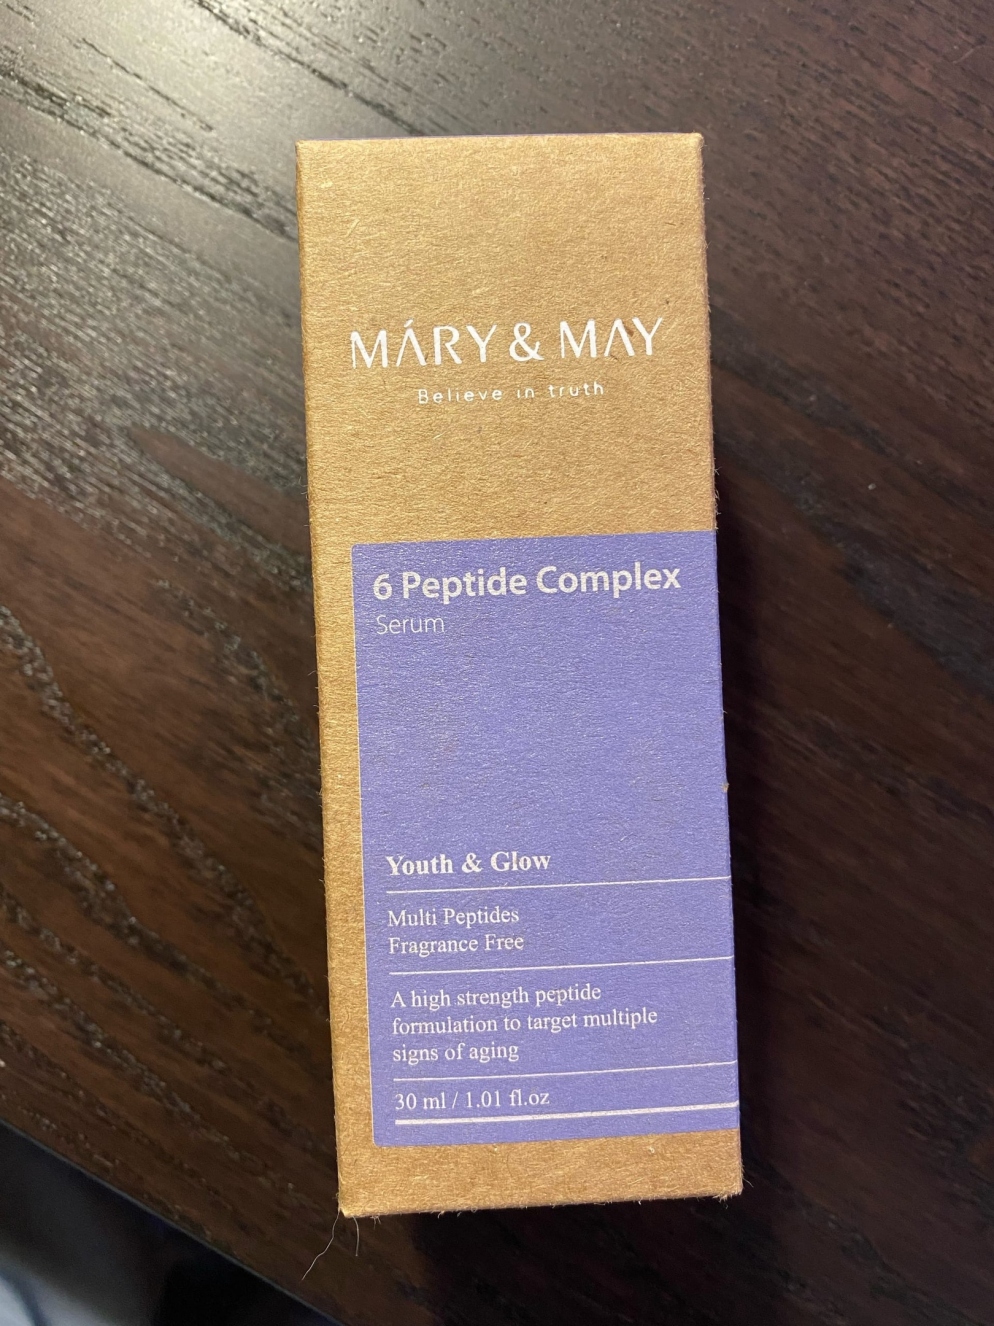 MÁRY & MAY
Believe in truth
6 Peptide Complex
Serum
Youth & Glow
Multi Peptides
Fragrance Free
A high strength peptide
formulation to target multiple
signs of aging
30 ml / 1.01 fl.oz